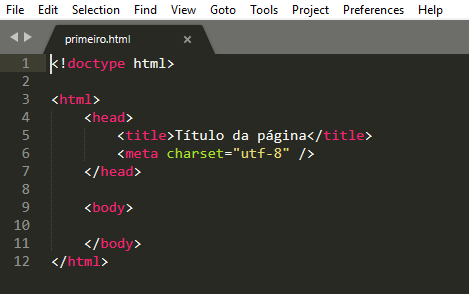 File Edit Selection Find View Goto Tools Project Preferences Help
primeiro.html ×
1 <!doctype html>
2
3 <html>
4 <head>
5 <title>Título da página</title>
6 <meta charset="utf-8" />
7 </head>
8
9 <body>
10
11 </body>
12 </html>